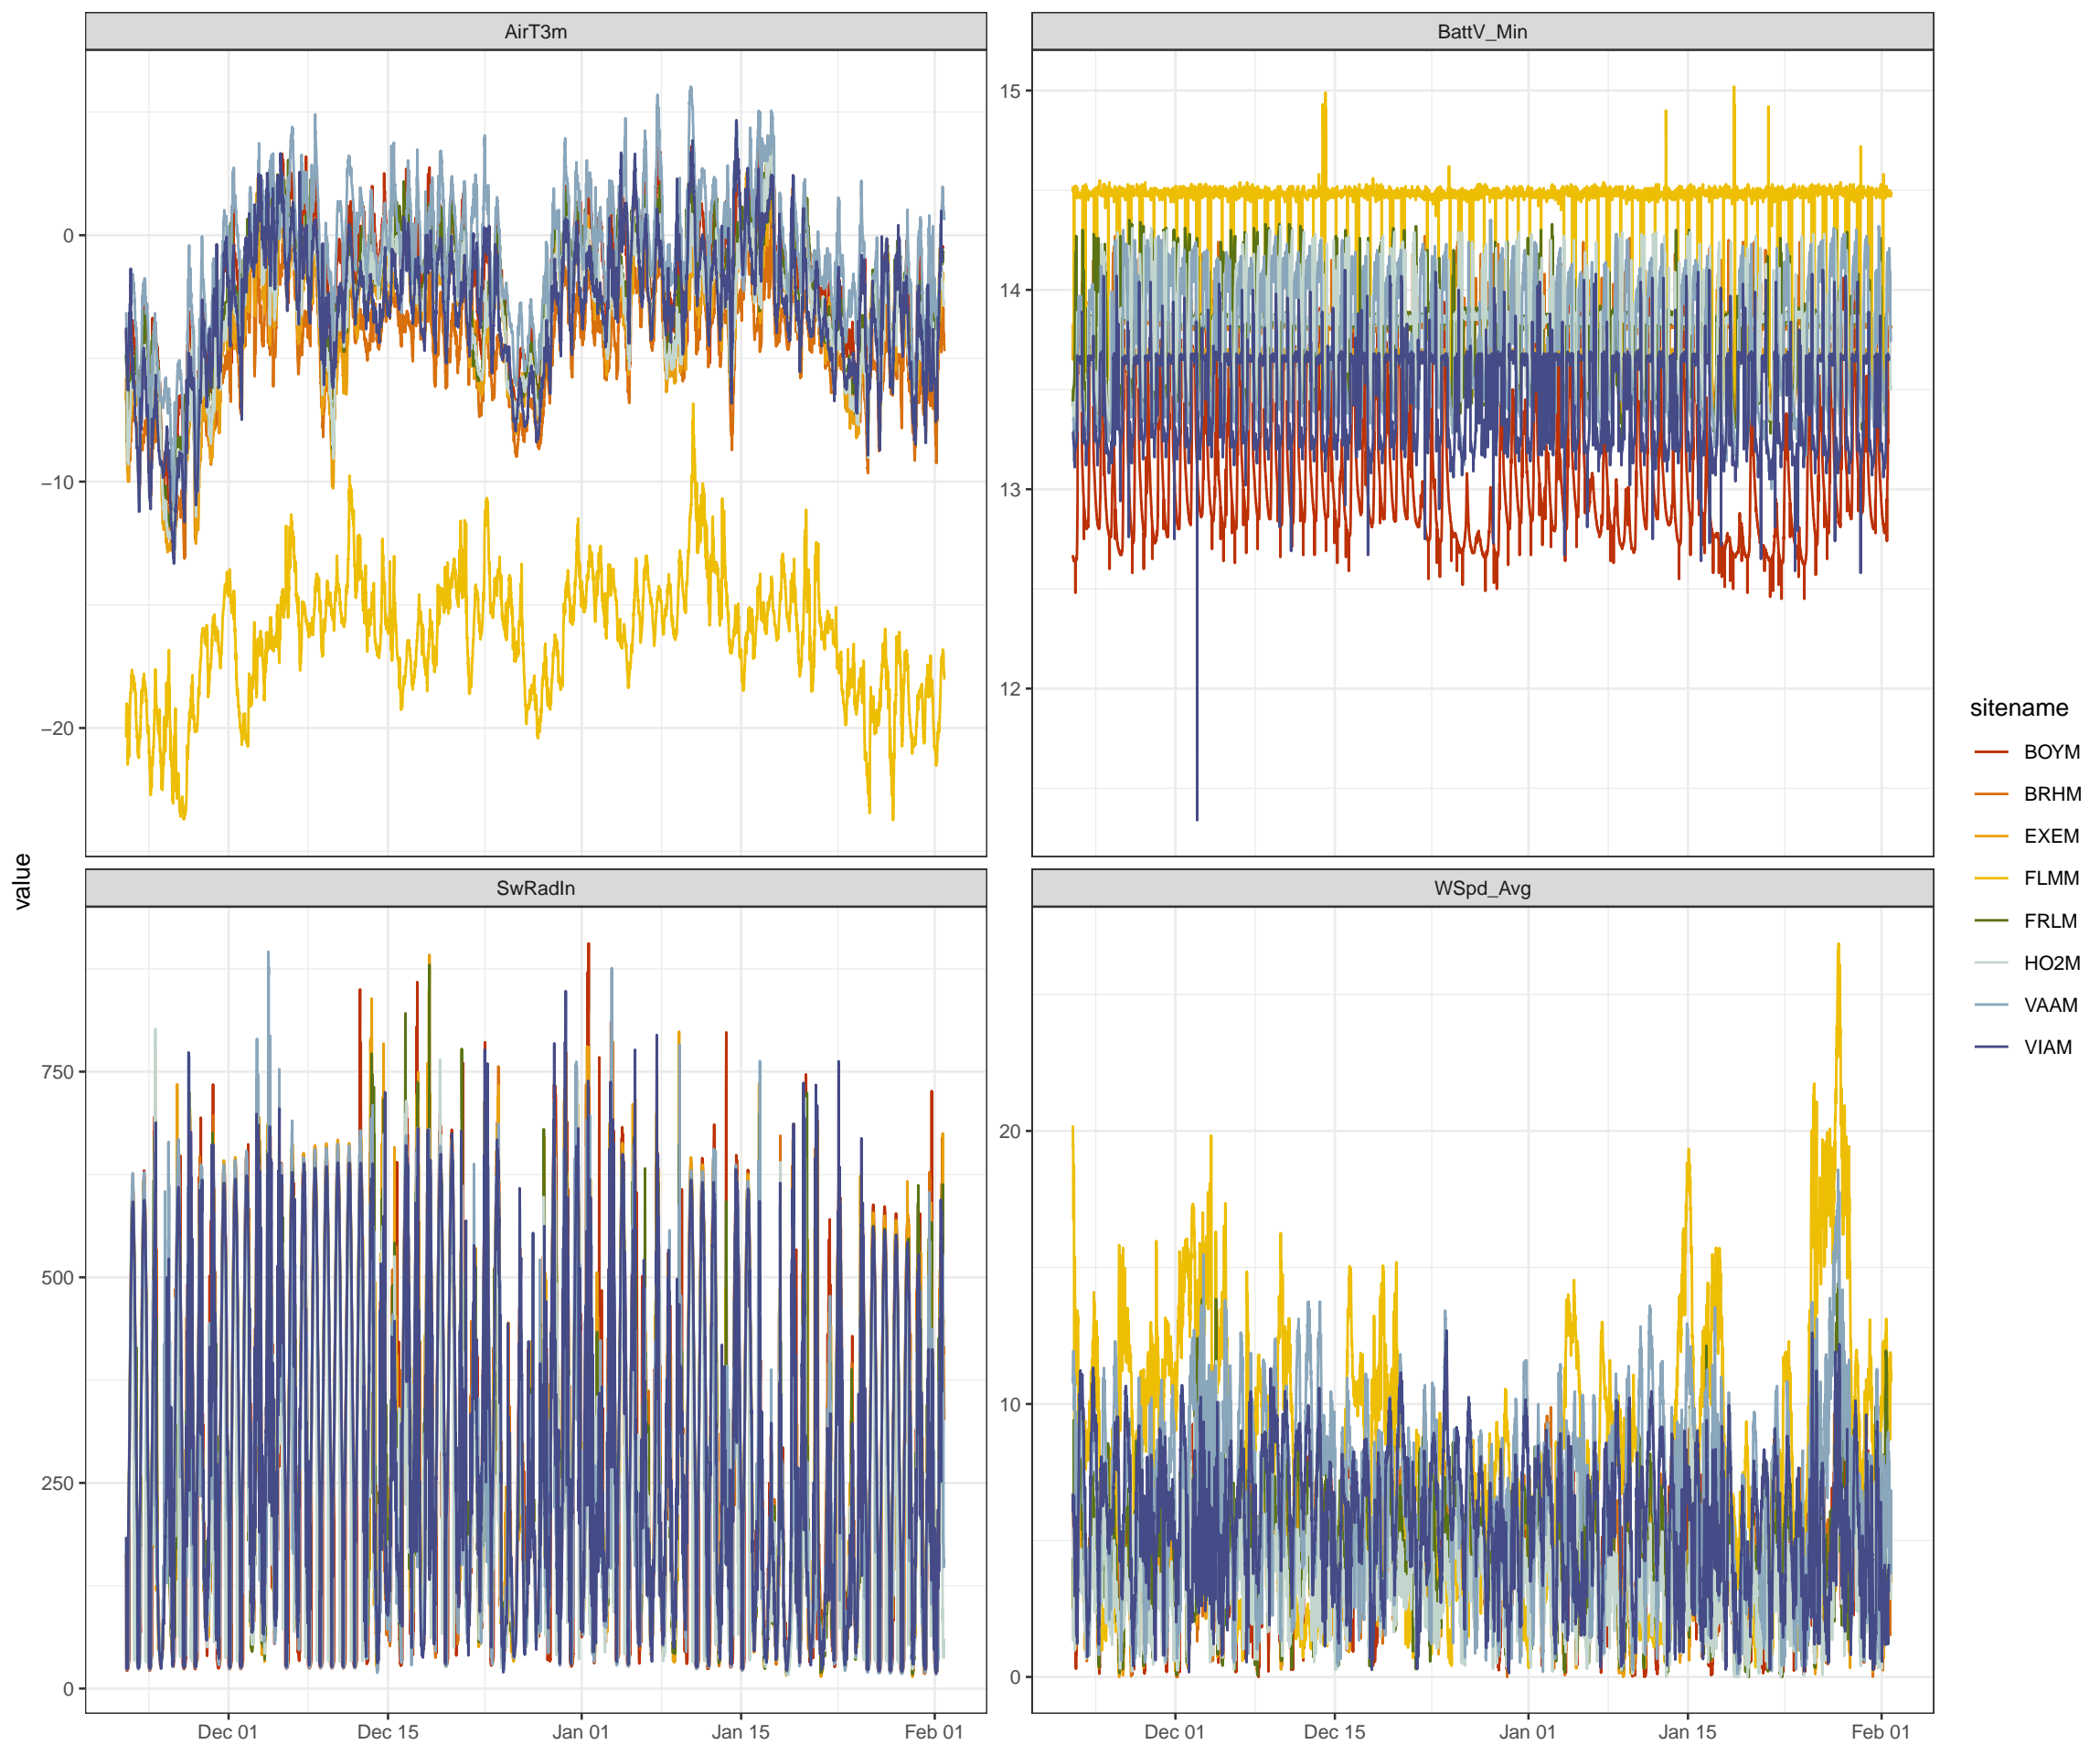 AirT3m
BattV_Min
0
−10
−20
15
14
13
12
value
SwRadIn
WSpd_Avg
750
500
250
0
20
10
0
Dec 01
Dec 15
Jan 01
Jan 15
Feb 01
Dec 01
Dec 15
Jan 01
Jan 15
Feb 01
sitename
BOYM
BRHM
EXEM
FLMM
FRLM
HO2M
VAAM
VIAM